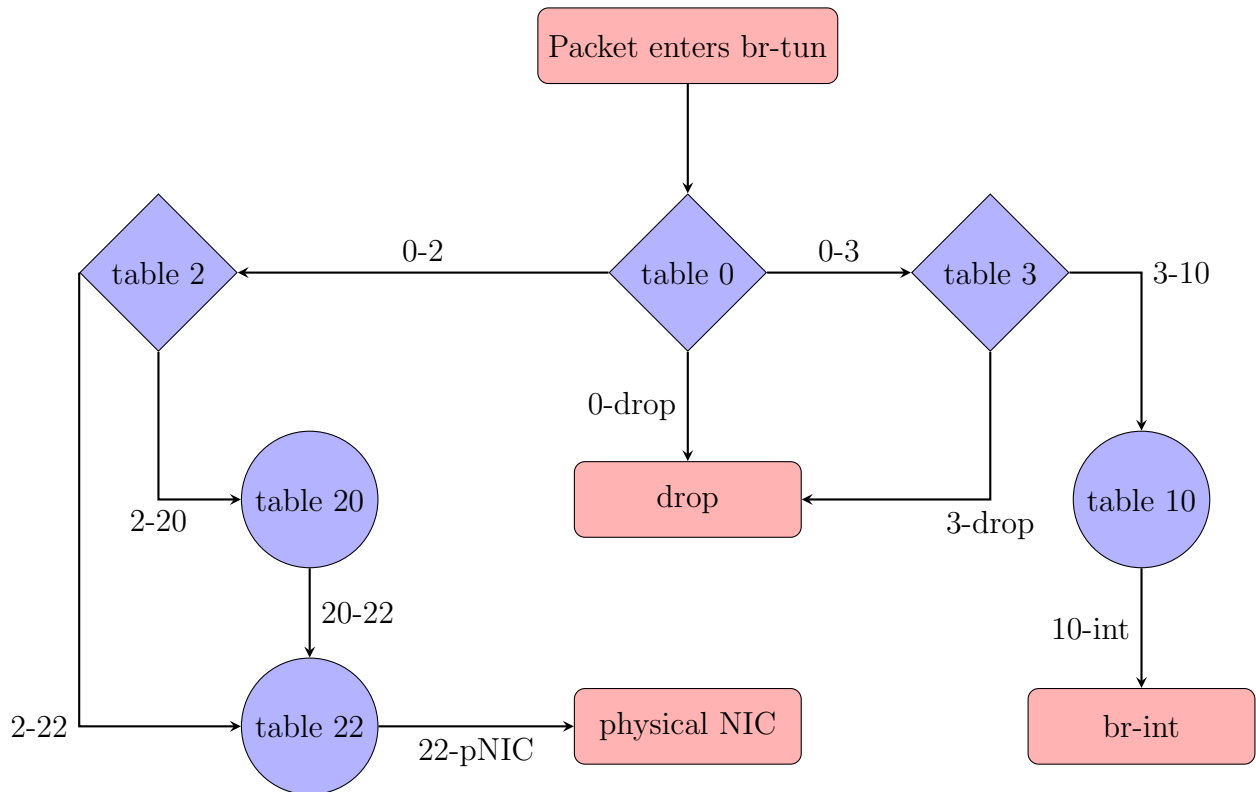 Packet enters br-tun
0-2
0-3
table 2
table 0
table 3
3-10
0-drop
table 20
drop
table 10
2-20
3-drop
20-22
10-int
2-22
table 22
physical NIC
br-int
22-pNIC